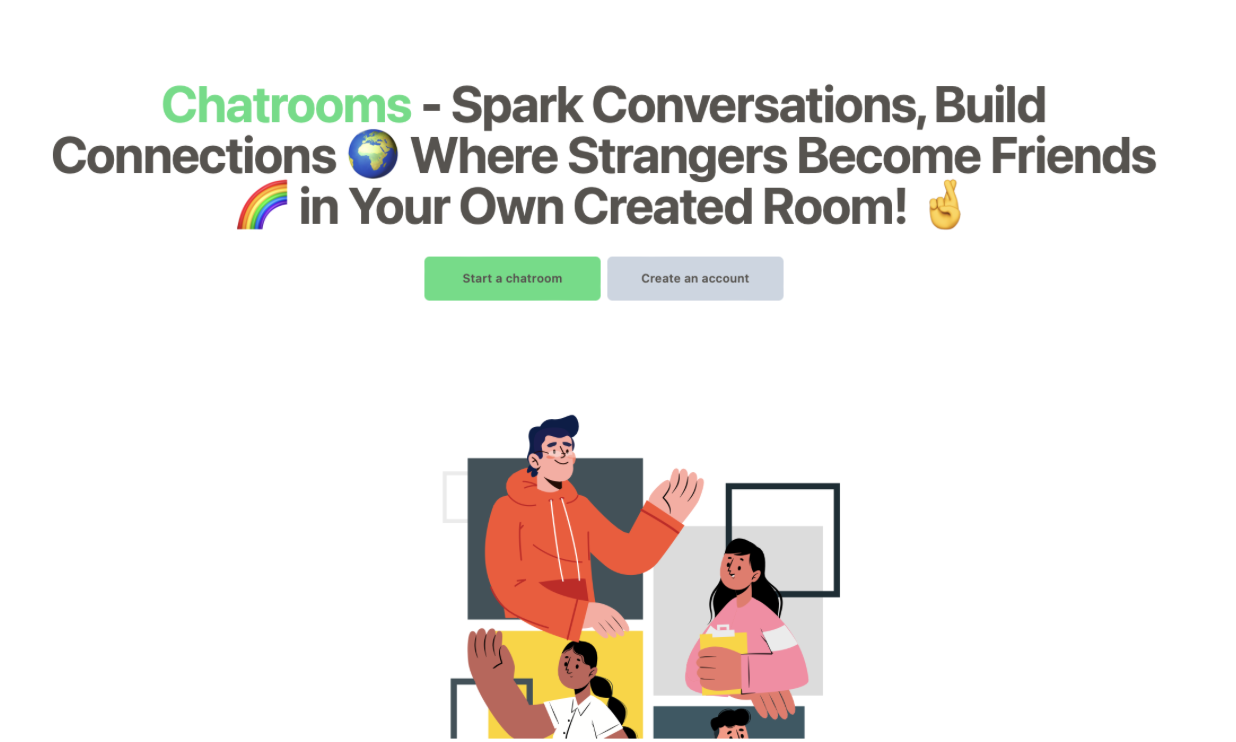 Chatrooms - Spark Conversations, Build
Connections 🌍 Where Strangers Become Friends
🌈 in Your Own Created Room! 🤞
Start a chatroom
Create an account